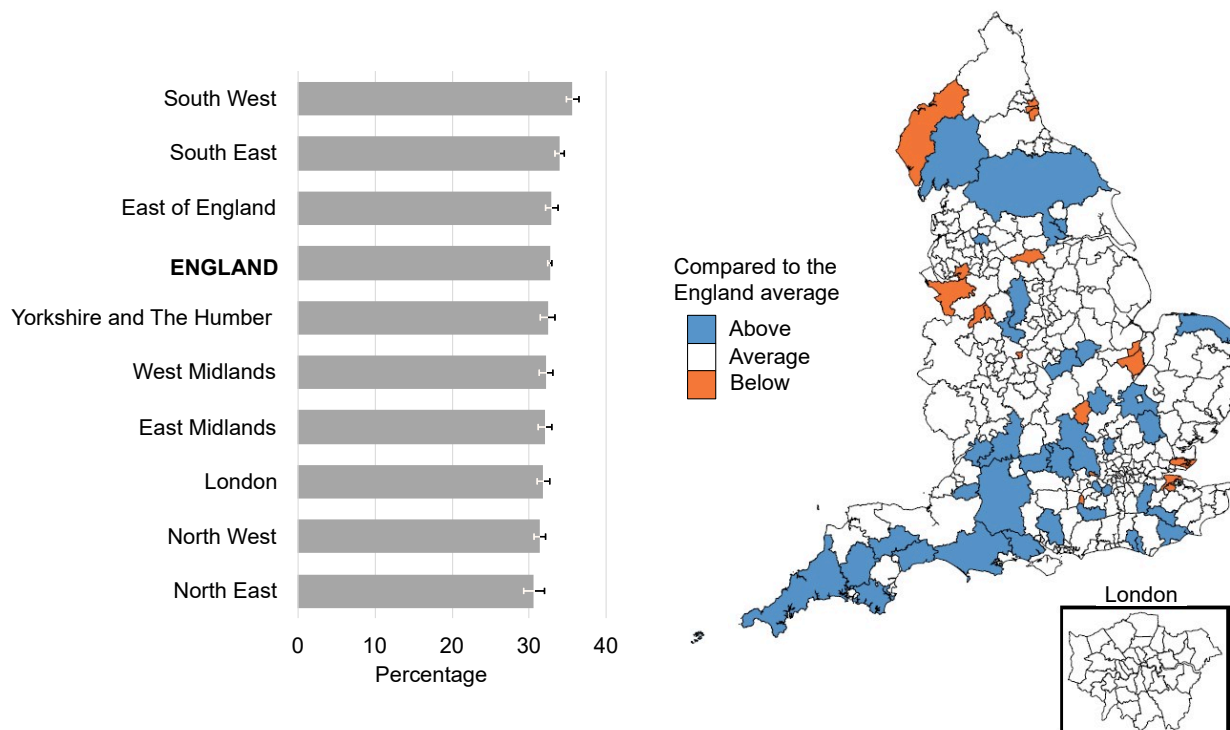 South West
South East
East of England
ENGLAND
Yorkshire and The Humber
West Midlands
East Midlands
London
North West
North East
0 10 20 30 40
Percentage
Compared to the
England average
Above
Average
Below
London